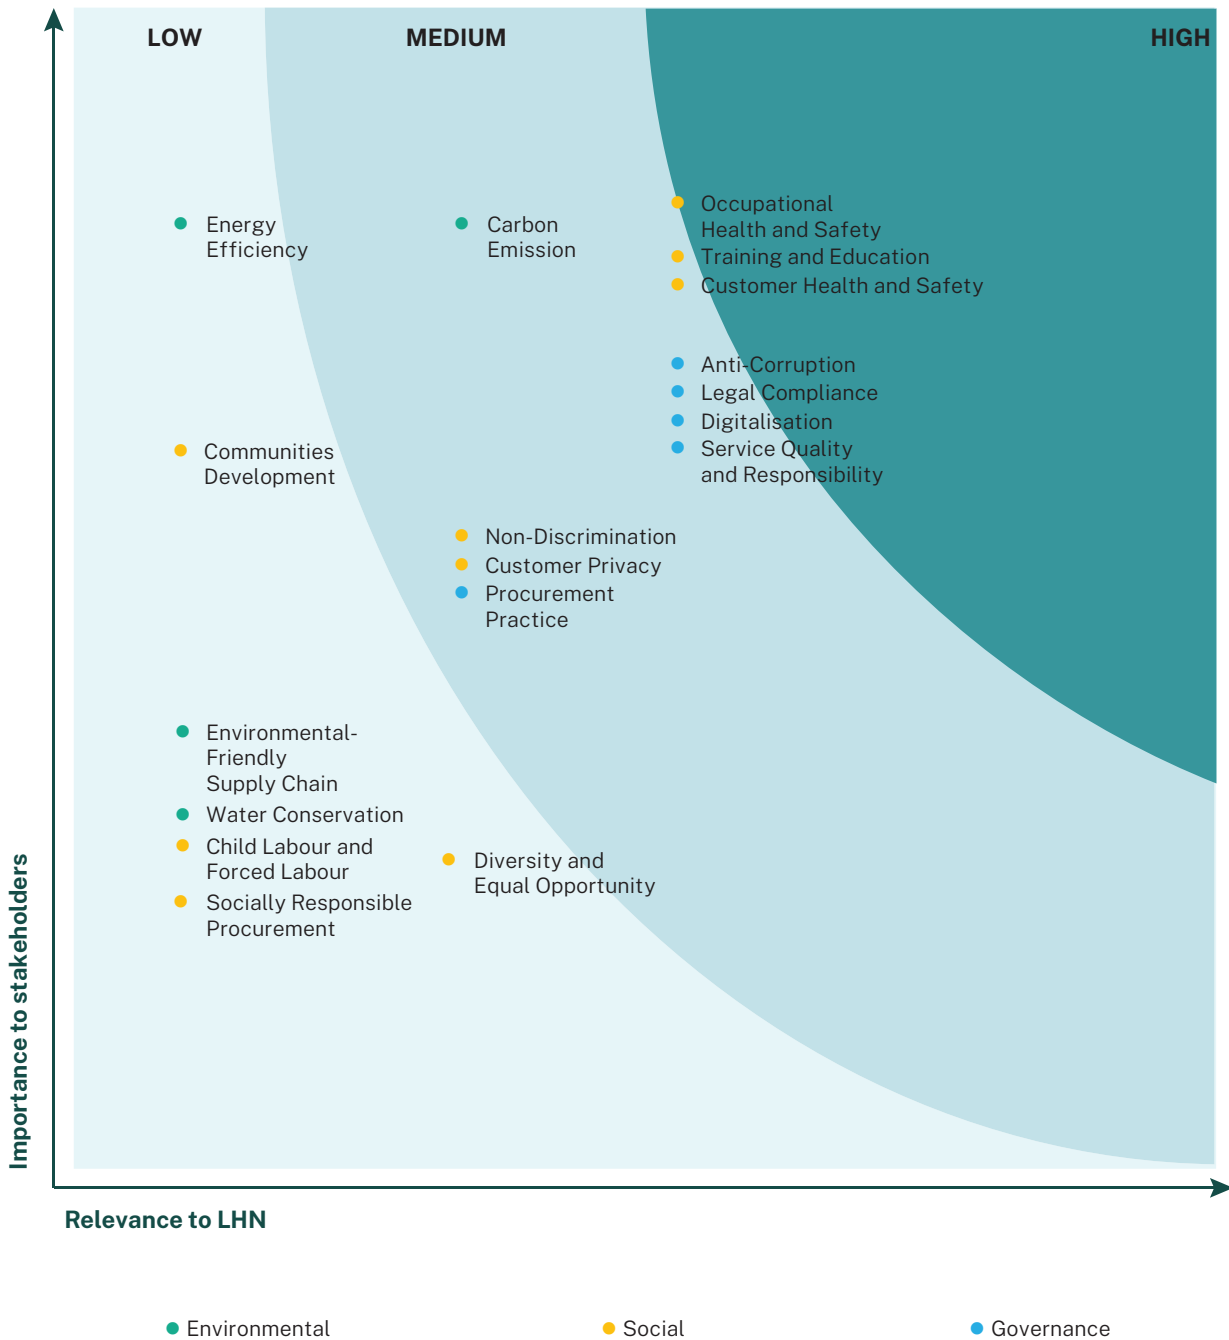 LOW
MEDIUM
HIGH
Energy
Efficiency
Carbon
Emission
Occupational
Health and Safety
Training and Education
Customer Health and Safety
Anti-Corruption
Legal Compliance
Digitalisation
Service Quality
and Responsibility
Communities
Development
Non-Discrimination
Customer Privacy
Procurement
Practice
Environmental-
Friendly
Supply Chain
Water Conservation
Child Labour and
Forced Labour
Socially Responsible
Procurement
Diversity and
Equal Opportunity
Importance to stakeholders
Relevance to LHN
Environmental
Social
Governance